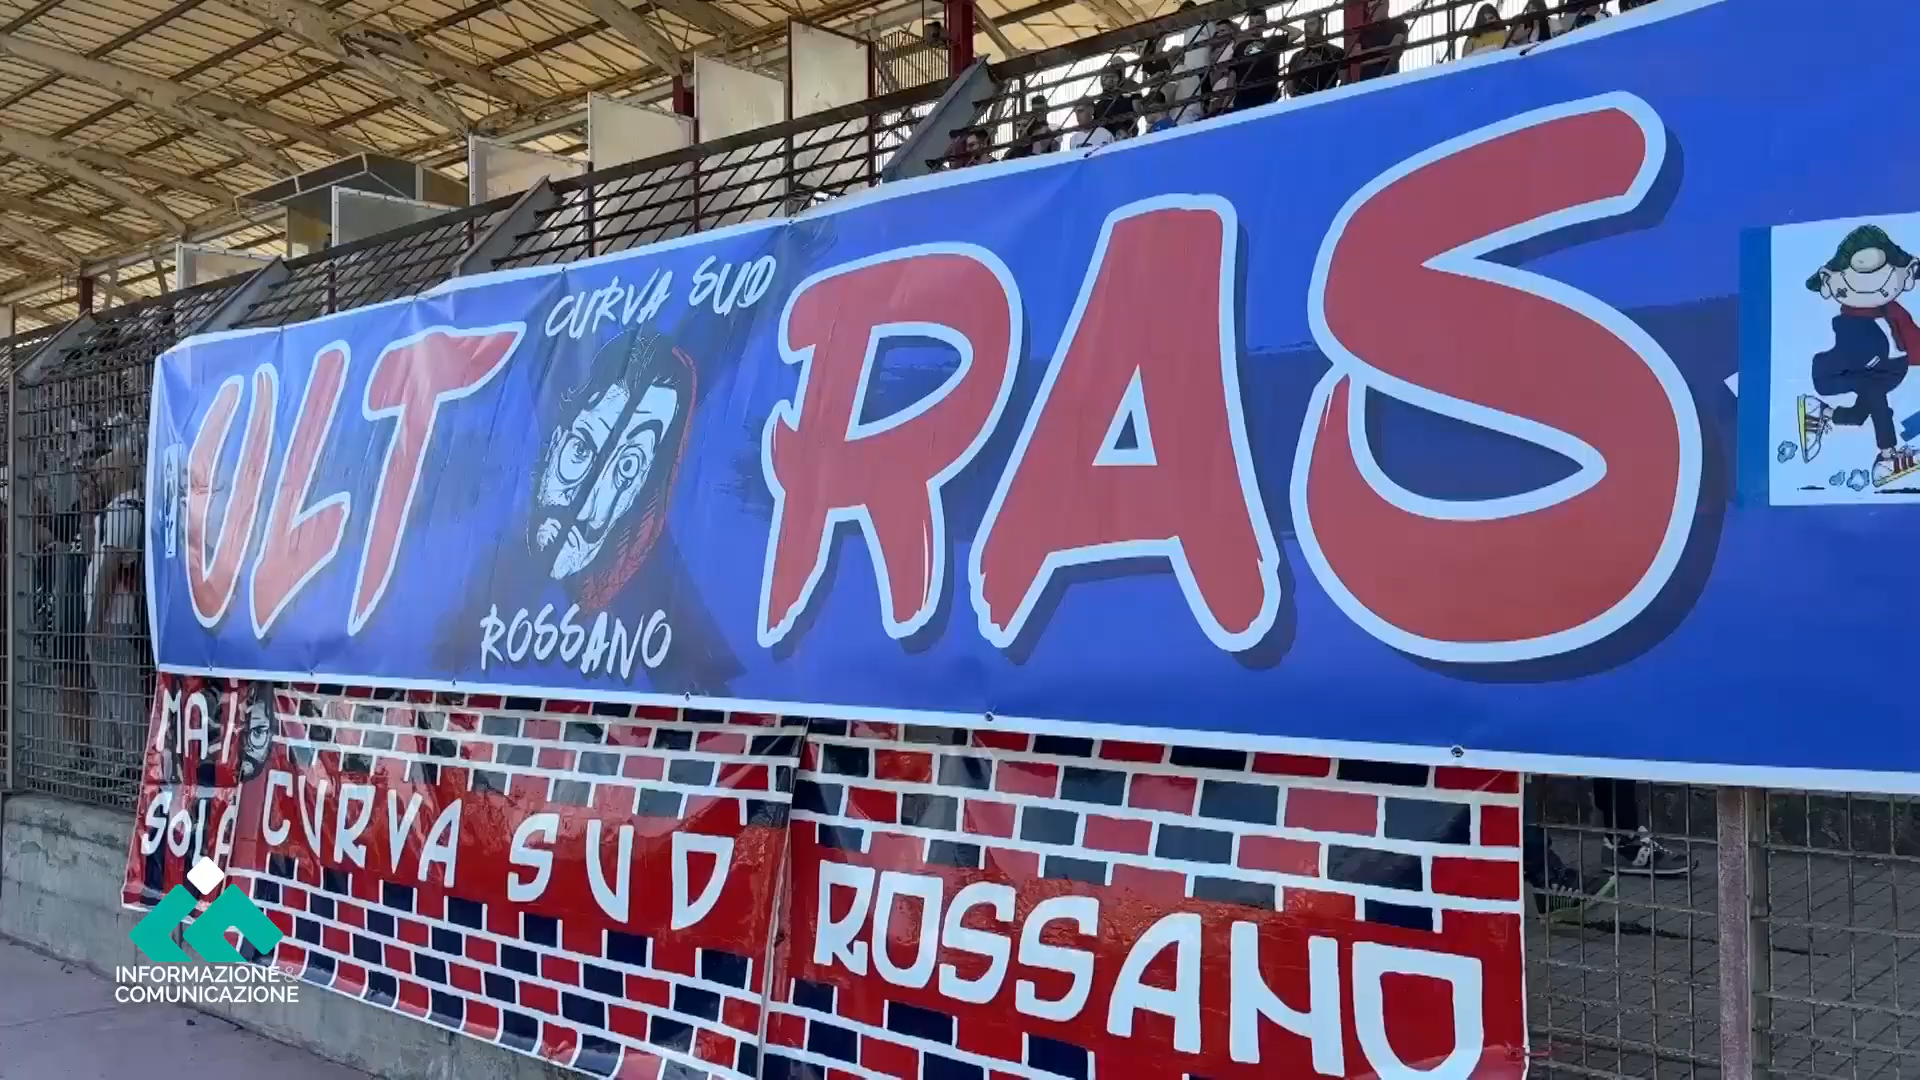 CURVA SUD
ULT RAS
ROSSANO
MAI
SOLA
CURVA SUD
ROSSANO
INFORMAZIONE &
COMUNICAZIONE